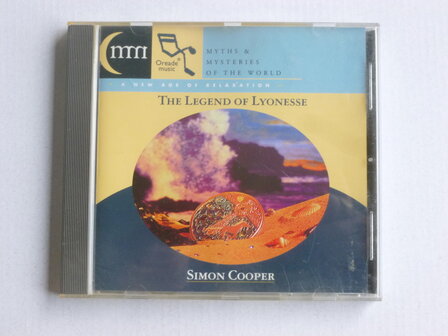 mm
Oreade
music
MYTHS &
MYSTERIES
OF THE WORLD
- A NEW AGE OF RELAXATION -
THE LEGEND OF LYONESSE
SIMON COOPER